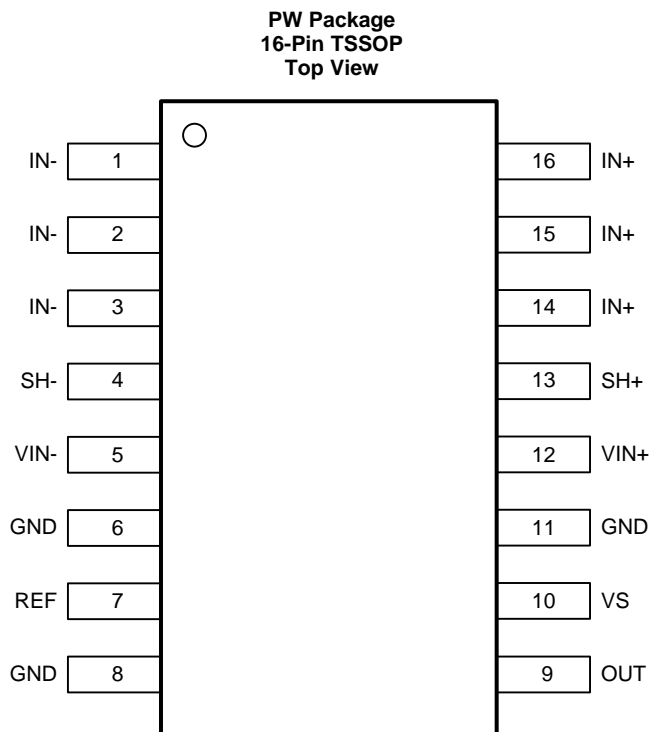 PW Package
16-Pin TSSOP
Top View
IN- 1 16 IN+
IN- 2 15 IN+
IN- 3 14 IN+
SH- 4 13 SH+
VIN- 5 12 VIN+
GND 6 11 GND
REF 7 10 VS
GND 8 9 OUT